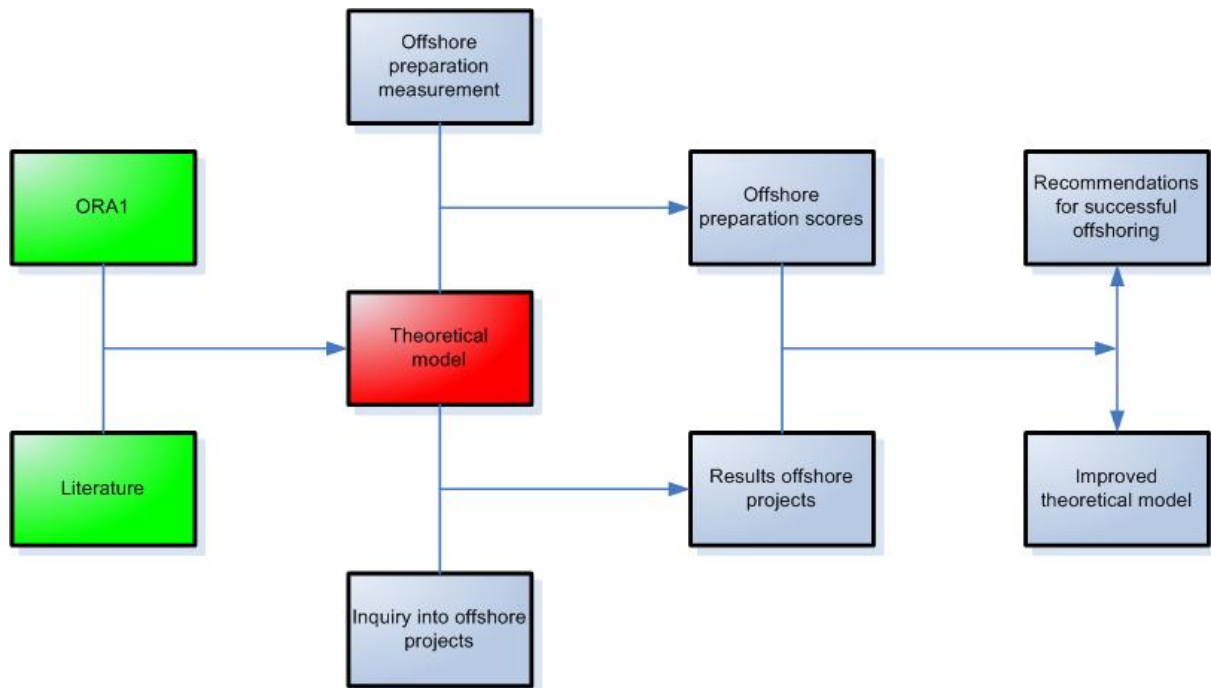 Offshore
preparation
measurement
ORA1
Offshore
preparation scores
Recommendations
for successful
offshoring
Theoretical
model
Literature
Results offshore
projects
Improved
theoretical model
Inquiry into offshore
projects